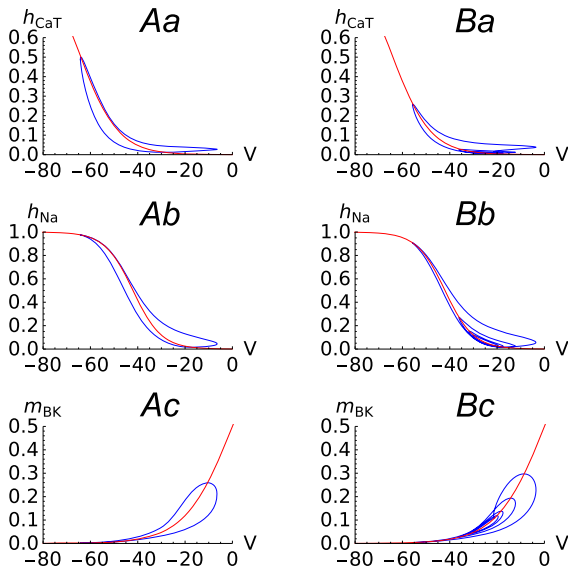 Aa Ba
h_CaT h_CaT
0.6 0.6
0.5 0.5
0.4 0.4
0.3 0.3
0.2 0.2
0.1 0.1
0.0 V 0.0 V
−80 −60 −40 −20 0 −80 −60 −40 −20 0
Ab Bb
h_Na h_Na
1.0 1.0
0.8 0.8
0.6 0.6
0.4 0.4
0.2 0.2
0.0 V 0.0 V
−80 −60 −40 −20 0 −80 −60 −40 −20 0
Ac Bc
m_BK m_BK
0.5 0.5
0.4 0.4
0.3 0.3
0.2 0.2
0.1 0.1
0.0 V 0.0 V
−80 −60 −40 −20 0 −80 −60 −40 −20 0